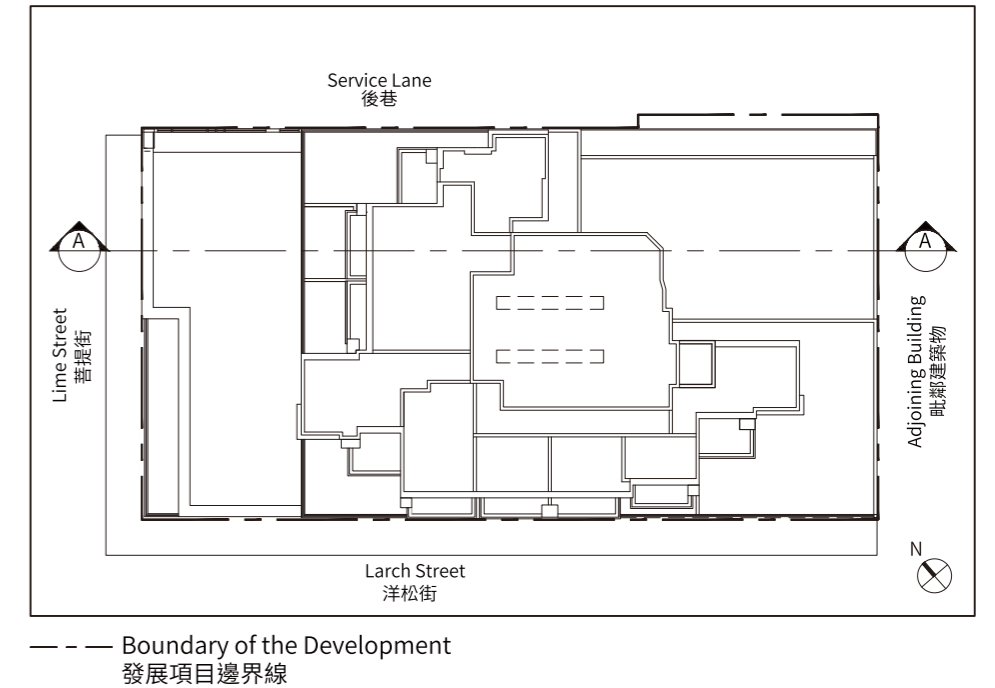 Service Lane
後巷
A
A
Lime Street
菩提街
Adjoining Building
毗鄰建築物
N
Larch Street
洋松街
Boundary of the Development
發展項目邊界線